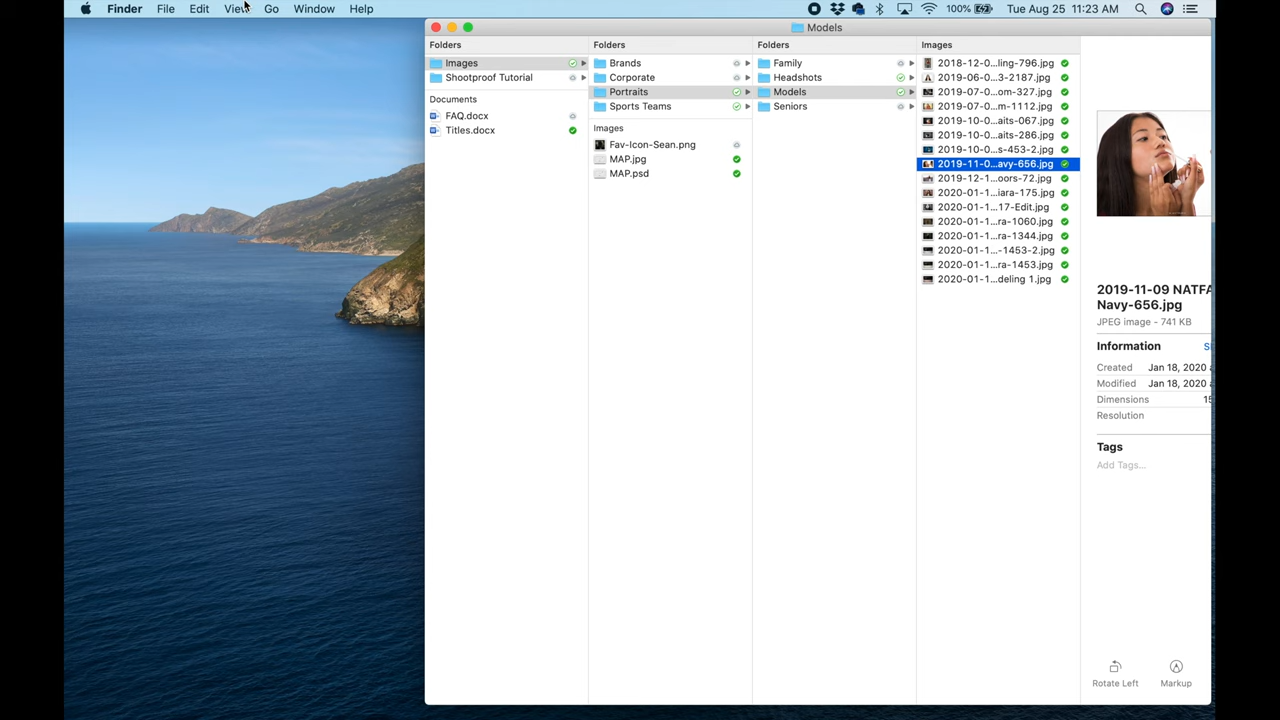 Finder File Edit View Go Window Help 100% Tue Aug 25 11:23 AM
Models
Folders
Images
Shootproof Tutorial
Documents
FAQ.docx
Titles.docx
Folders
Brands
Corporate
Portraits
Sports Teams
Images
Fav-Icon-Sean.png
MAP.jpg
MAP.psd
Folders
Family
Headshots
Models
Seniors
Images
2018-12-0...ling-796.jpg
2019-06-0...3-2187.jpg
2019-07-0...om-327.jpg
2019-07-0...m-1112.jpg
2019-10-0...aits-067.jpg
2019-10-0...aits-286.jpg
2019-10-0...s-453-2.jpg
2019-11-0...avy-656.jpg
2019-12-1...oors-72.jpg
2020-01-1...iara-175.jpg
2020-01-1...17-Edit.jpg
2020-01-1...ra-1060.jpg
2020-01-1...ra-1344.jpg
2020-01-1...-1453-2.jpg
2020-01-1...ra-1453.jpg
2020-01-1...deling 1.jpg
2019-11-09 NATFA
Navy-656.jpg
JPEG image - 741 KB
Information
Created Jan 18, 2020
Modified Jan 18, 2020
Dimensions 15
Resolution
Tags
Add Tags...
Rotate Left Markup